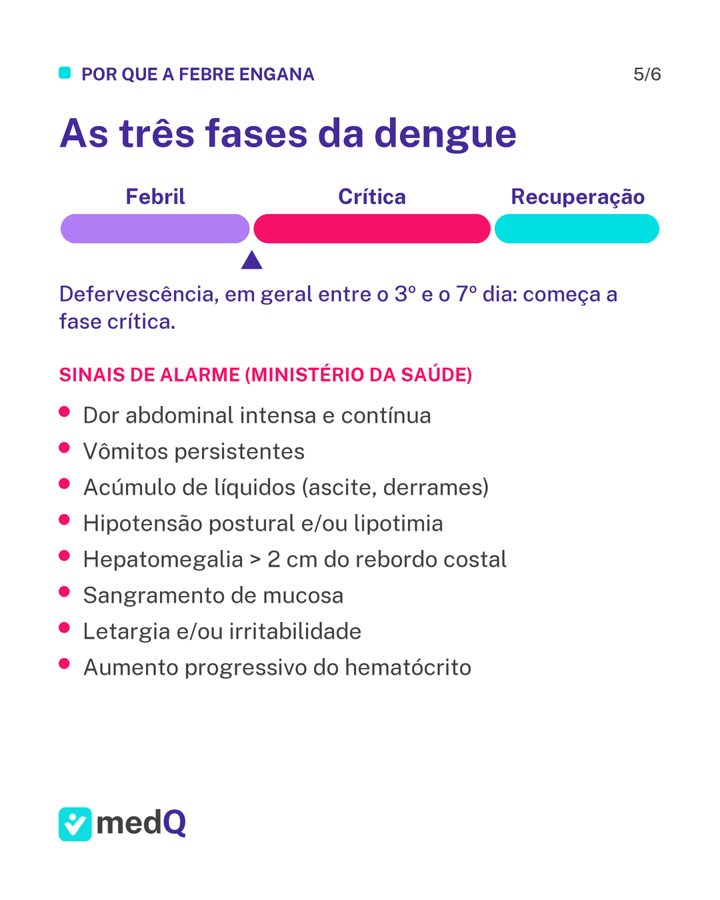 POR QUE A FEBRE ENGANA
5/6
As três fases da dengue
Febril
Crítica
Recuperação
Defervescência, em geral entre o 3º e o 7º dia: começa a
fase crítica.
SINAIS DE ALARME (MINISTÉRIO DA SAÚDE)
Dor abdominal intensa e contínua
Vômitos persistentes
Acúmulo de líquidos (ascite, derrames)
Hipotensão postural e/ou lipotimia
Hepatomegalia > 2 cm do rebordo costal
Sangramento de mucosa
Letargia e/ou irritabilidade
Aumento progressivo do hematócrito
medQ